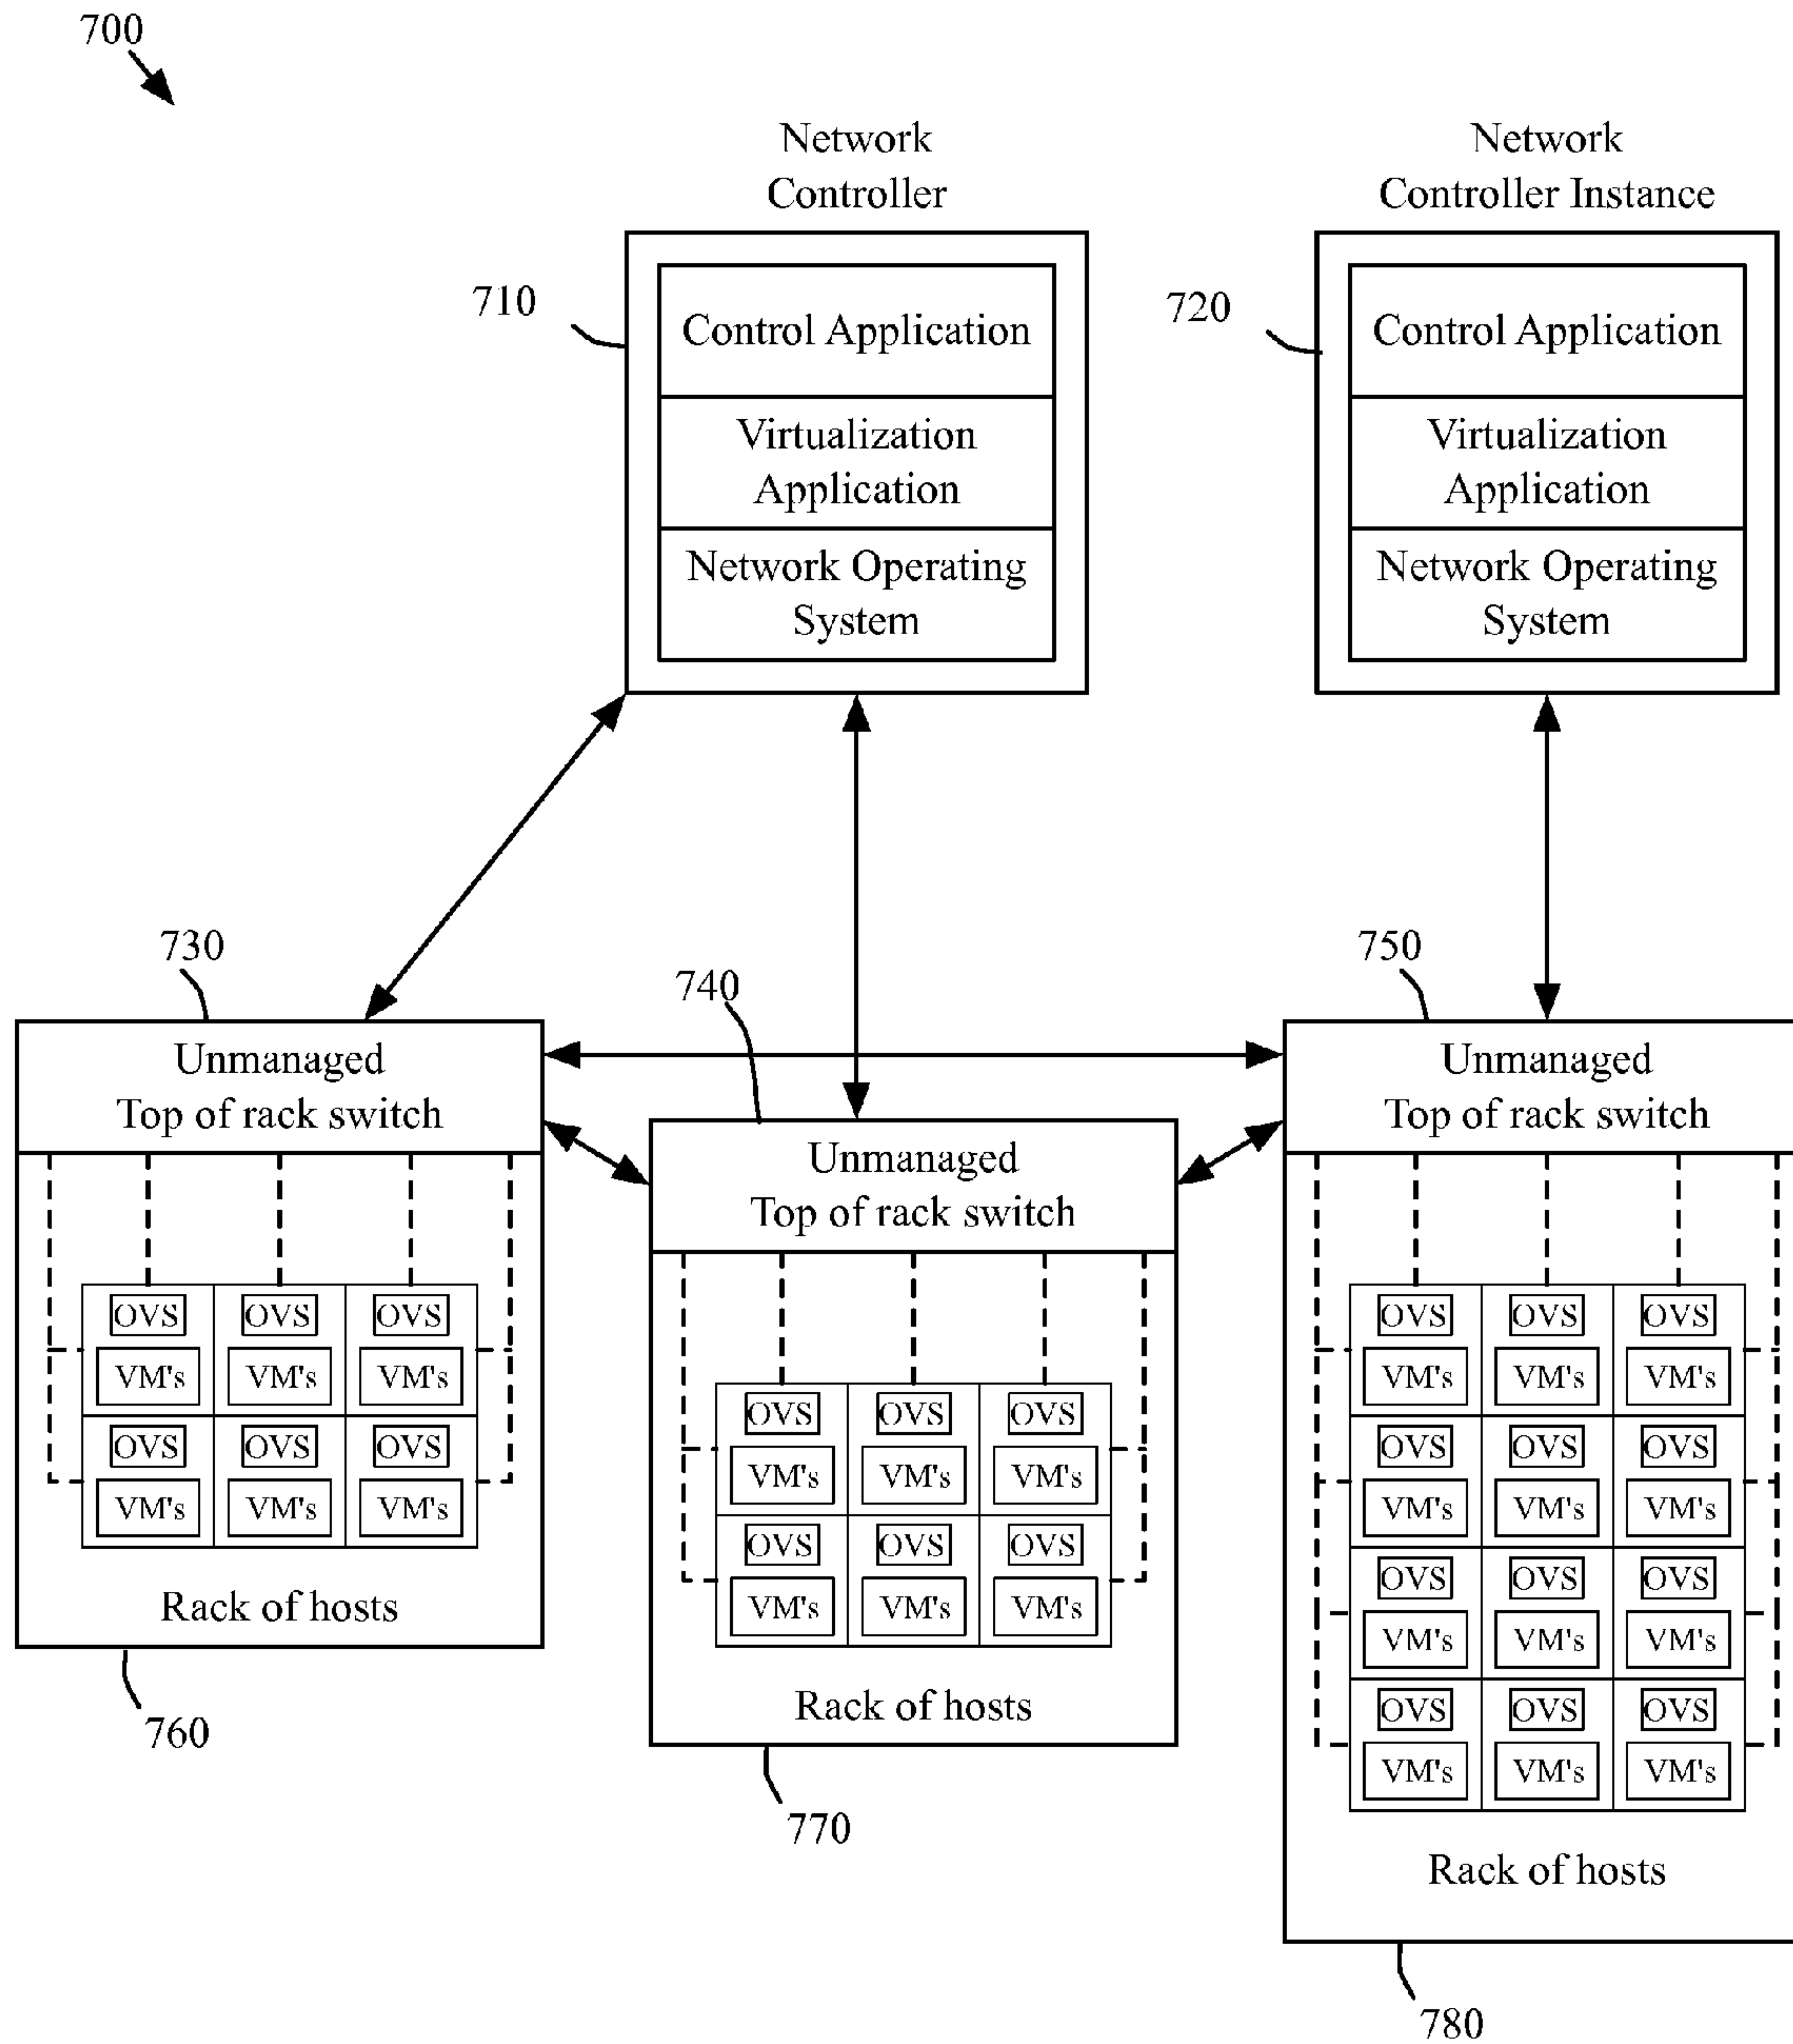 700
Network
Controller
Network
Controller Instance
710
Control Application
Virtualization
Application
Network Operating
System
720
Control Application
Virtualization
Application
Network Operating
System
730
740
750
Unmanaged
Top of rack switch
Unmanaged
Top of rack switch
Unmanaged
Top of rack switch
OVS OVS OVS
VM's VM's VM's
OVS OVS OVS
VM's VM's VM's
Rack of hosts
760
OVS OVS OVS
VM's VM's VM's
OVS OVS OVS
VM's VM's VM's
Rack of hosts
770
OVS OVS OVS
VM's VM's VM's
OVS OVS OVS
VM's VM's VM's
OVS OVS OVS
VM's VM's VM's
OVS OVS OVS
VM's VM's VM's
Rack of hosts
780